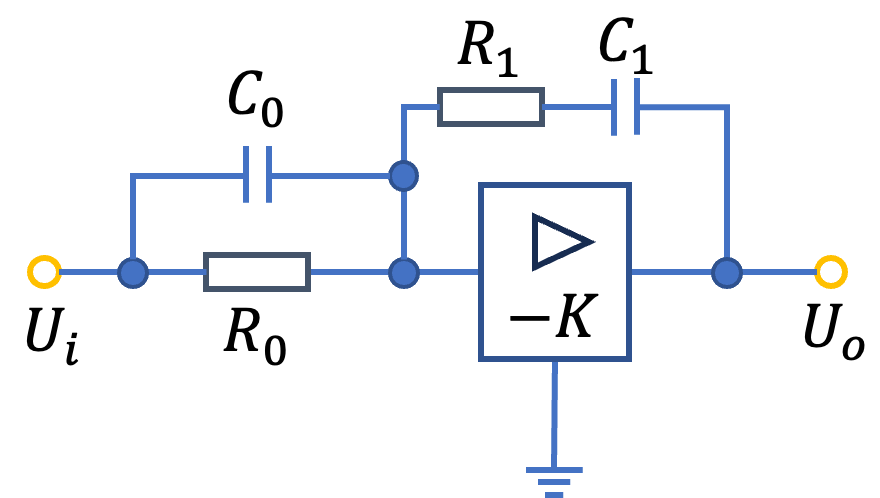 R₁
C₁
C₀
−K
Uᵢ
R₀
Uₒ